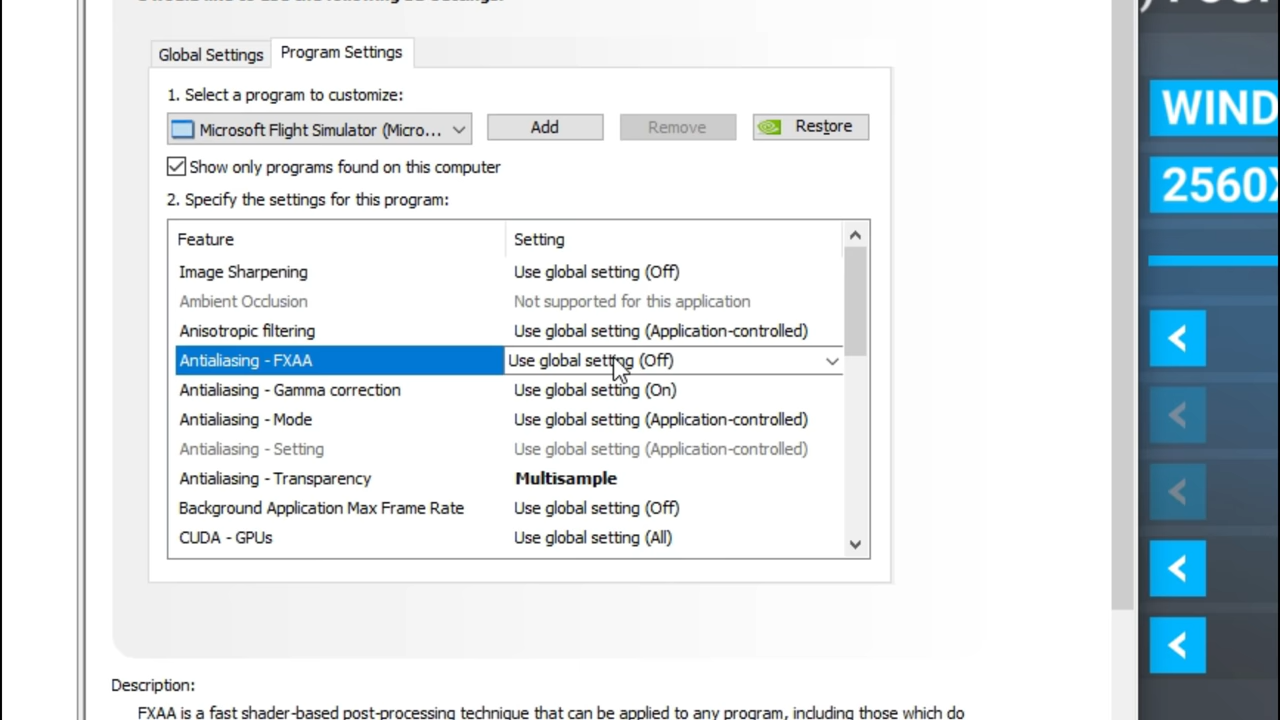 Global Settings Program Settings
1. Select a program to customize:
Microsoft Flight Simulator (Micro... Add Remove Restore
Show only programs found on this computer
2. Specify the settings for this program:
Feature Setting
Image Sharpening Use global setting (Off)
Ambient Occlusion Not supported for this application
Anisotropic filtering Use global setting (Application-controlled)
Antialiasing - FXAA Use global setting (Off)
Antialiasing - Gamma correction Use global setting (On)
Antialiasing - Mode Use global setting (Application-controlled)
Antialiasing - Setting Use global setting (Application-controlled)
Antialiasing - Transparency Multisample
Background Application Max Frame Rate Use global setting (Off)
CUDA - GPUs Use global setting (All)
Description:
FXAA is a fast shader-based post-processing technique that can be applied to any program, including those which do
WIND
2560X